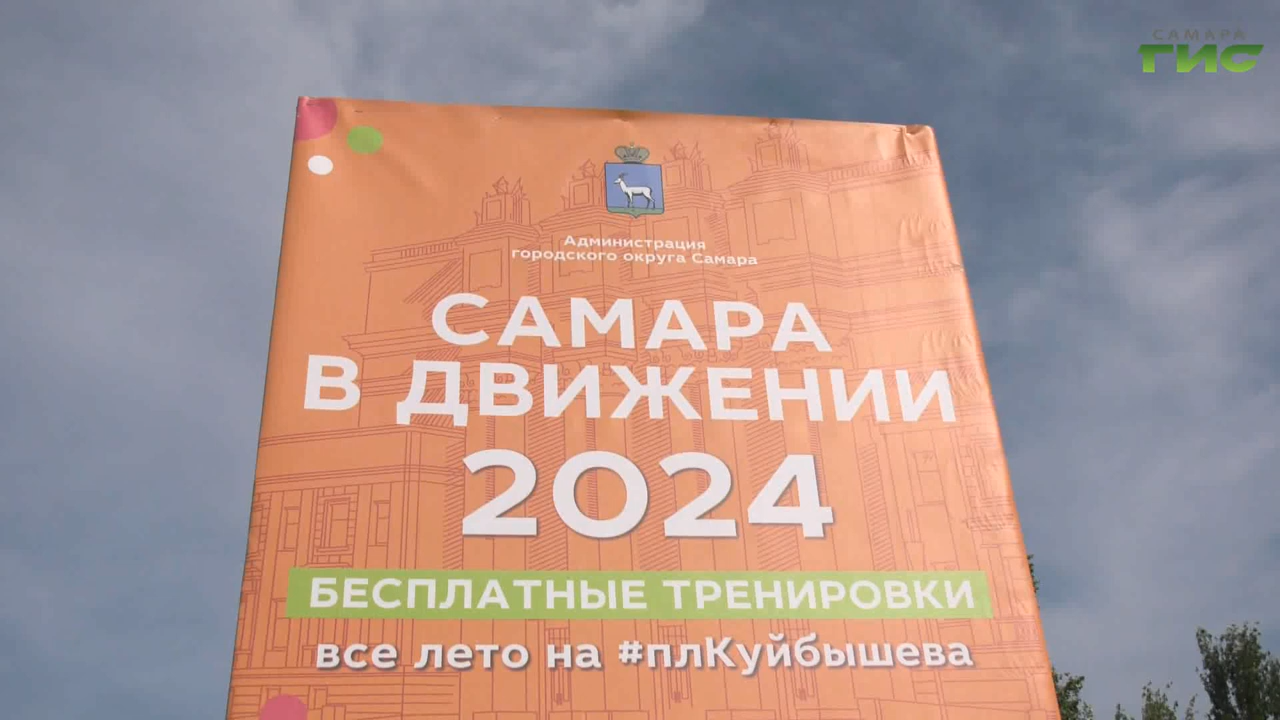 САМАРА
ГИС
Администрация
городского округа Самара
САМАРА
В ДВИЖЕНИИ
2024
БЕСПЛАТНЫЕ ТРЕНИРОВКИ
все лето на #плКуйбышева